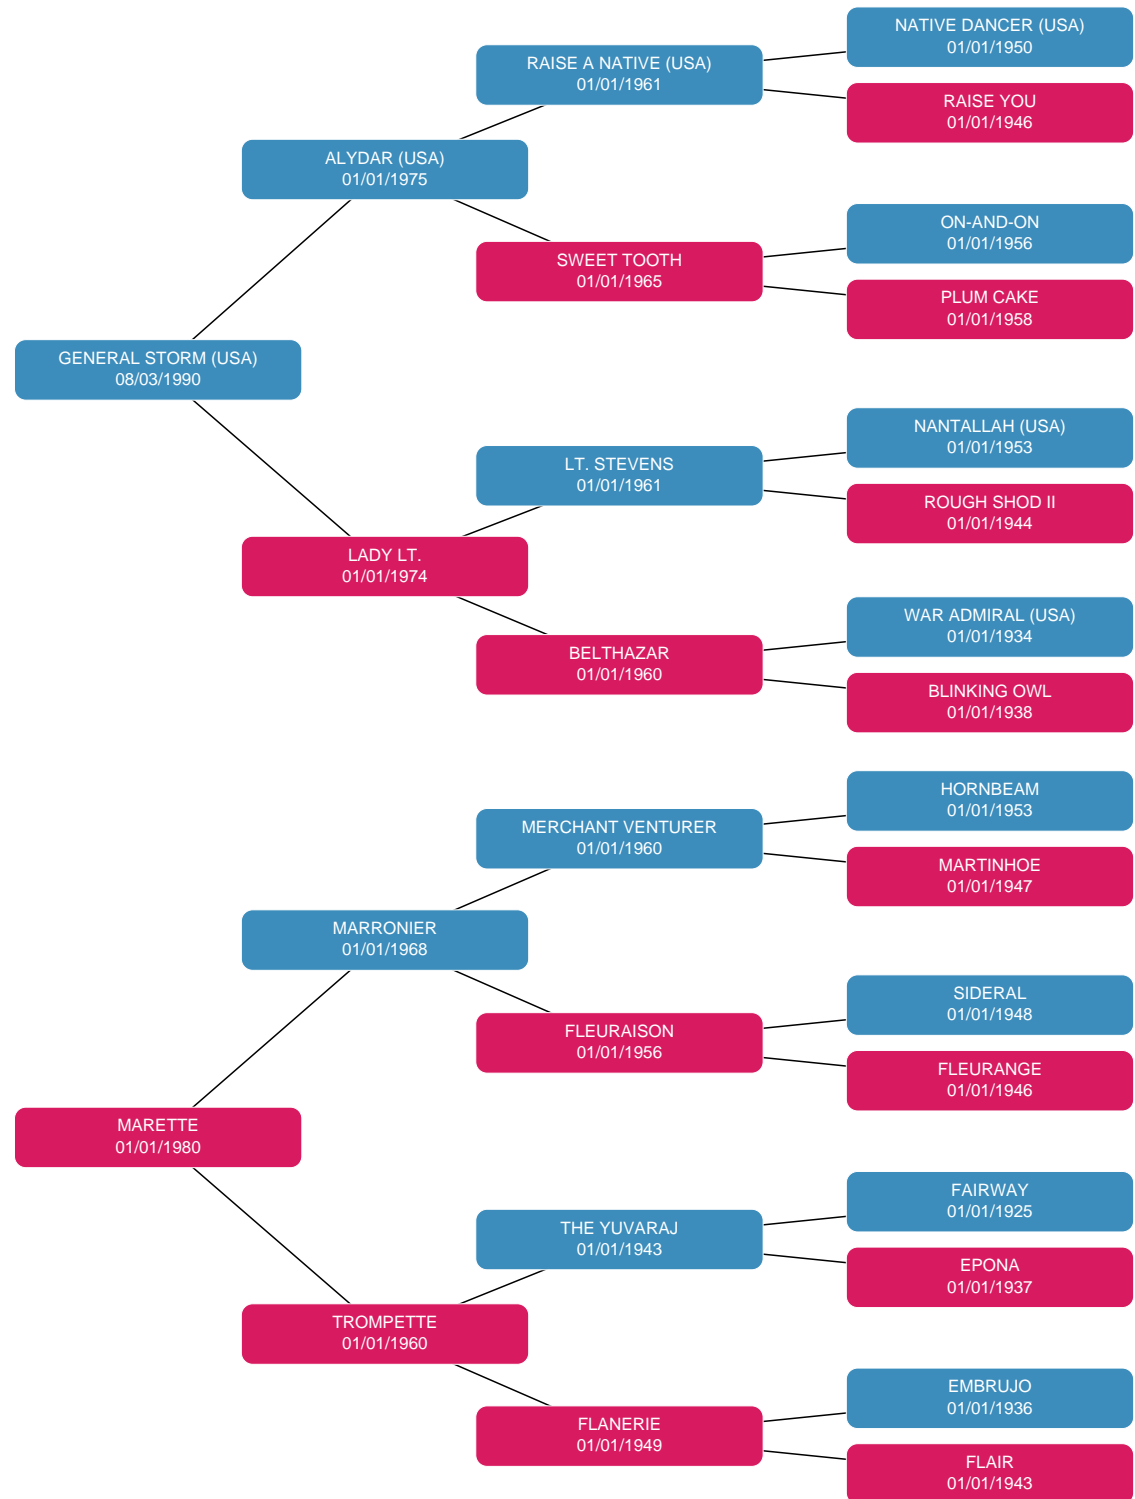 NATIVE DANCER (USA)
01/01/1950
RAISE A NATIVE (USA)
01/01/1961
RAISE YOU
01/01/1946
ALYDAR (USA)
01/01/1975
ON-AND-ON
01/01/1956
SWEET TOOTH
01/01/1965
PLUM CAKE
01/01/1958
GENERAL STORM (USA)
08/03/1990
NANTALLAH (USA)
01/01/1953
LT. STEVENS
01/01/1961
ROUGH SHOD II
01/01/1944
LADY LT.
01/01/1974
WAR ADMIRAL (USA)
01/01/1934
BELTHAZAR
01/01/1960
BLINKING OWL
01/01/1938
HORNBEAM
01/01/1953
MERCHANT VENTURER
01/01/1960
MARTINHOE
01/01/1947
MARRONIER
01/01/1968
SIDERAL
01/01/1948
FLEURAISON
01/01/1956
FLEURANGE
01/01/1946
MARETTE
01/01/1980
FAIRWAY
01/01/1925
THE YUVARAJ
01/01/1943
EPONA
01/01/1937
TROMPETTE
01/01/1960
EMBRUJO
01/01/1936
FLANERIE
01/01/1949
FLAIR
01/01/1943